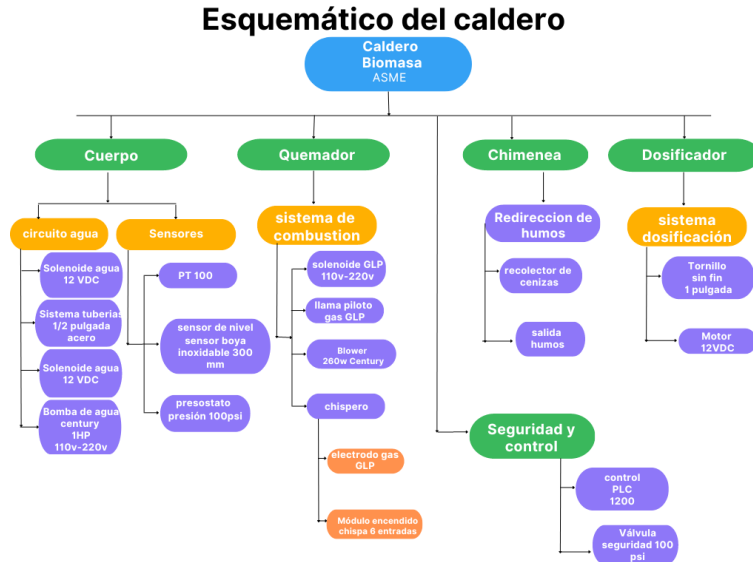 Esquemático del caldero
Caldero
Biomasa
ASME
Cuerpo
Quemador
Chimenea
Dosificador
circuito agua
Sensores
sistema de
combustion
Redireccion de
humos
sistema
dosificación
Solenoide agua
12 VDC
Sistema tuberias
1/2 pulgada
acero
Solenoide agua
12 VDC
Bomba de agua
century
1HP
110v-220v
PT 100
sensor de nivel
sensor boya
inoxidable 300
mm
presostato
presión 100psi
solenoide GLP
110v-220v
llama piloto
gas GLP
Blower
260w Century
chispero
electrodo gas
GLP
Módulo encendido
chispa 6 entradas
recolector de
cenizas
salida
humos
Tornillo
sin fin
1 pulgada
Motor
12VDC
Seguridad y
control
control
PLC
1200
Válvula
seguridad 100
psi